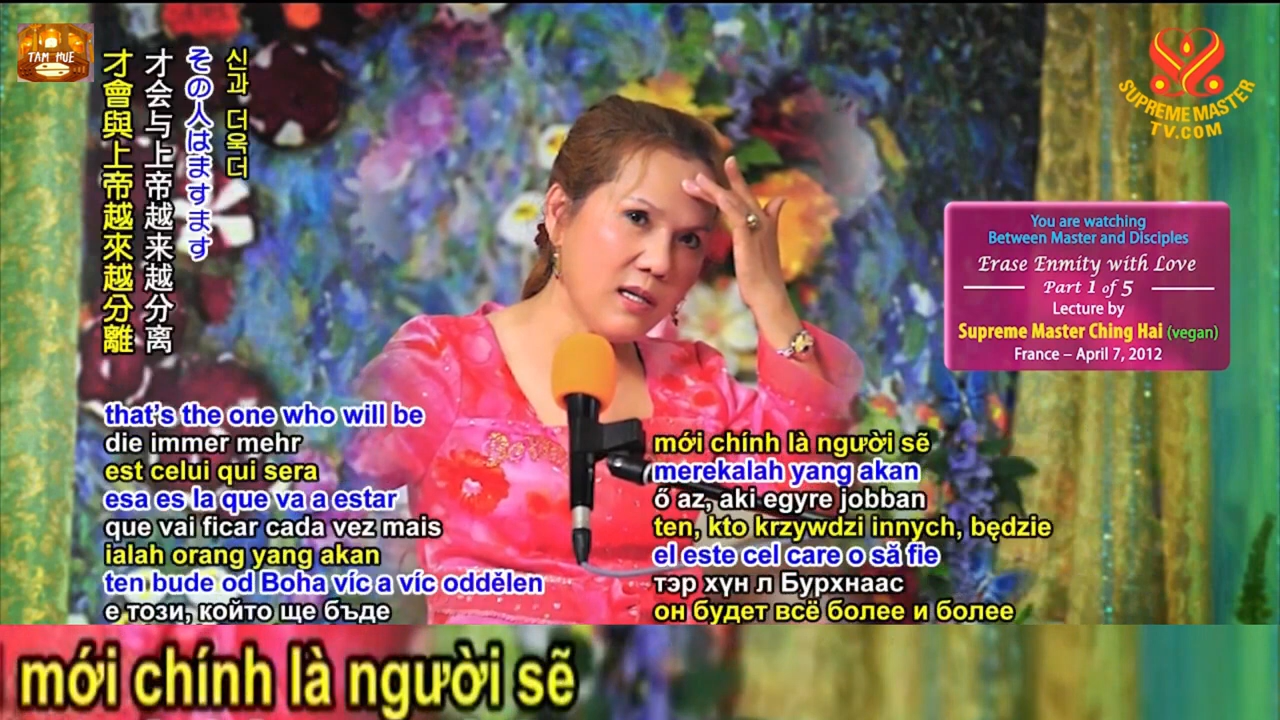 TAM HUE
才會與上帝越來越分離
才会与上帝越来越分离
その人はますます
신과 더욱더
SUPREME MASTER
TV.COM
You are watching
Between Master and Disciples
Erase Enmity with Love
Part 1 of 5
Lecture by
Supreme Master Ching Hai (vegan)
France – April 7, 2012
that's the one who will be
die immer mehr
est celui qui sera
esa es la que va a estar
que vai ficar cada vez mais
ialah orang yang akan
ten bude od Boha víc a víc oddělen
е този, който ще бъде
mới chính là người sẽ
merekalah yang akan
ő az, aki egyre jobban
ten, kto krzywdzi innych, będzie
el este cel care o să fie
тэр хүн л Бурхнаас
он будет всё более и более
mới chính là người sẽ